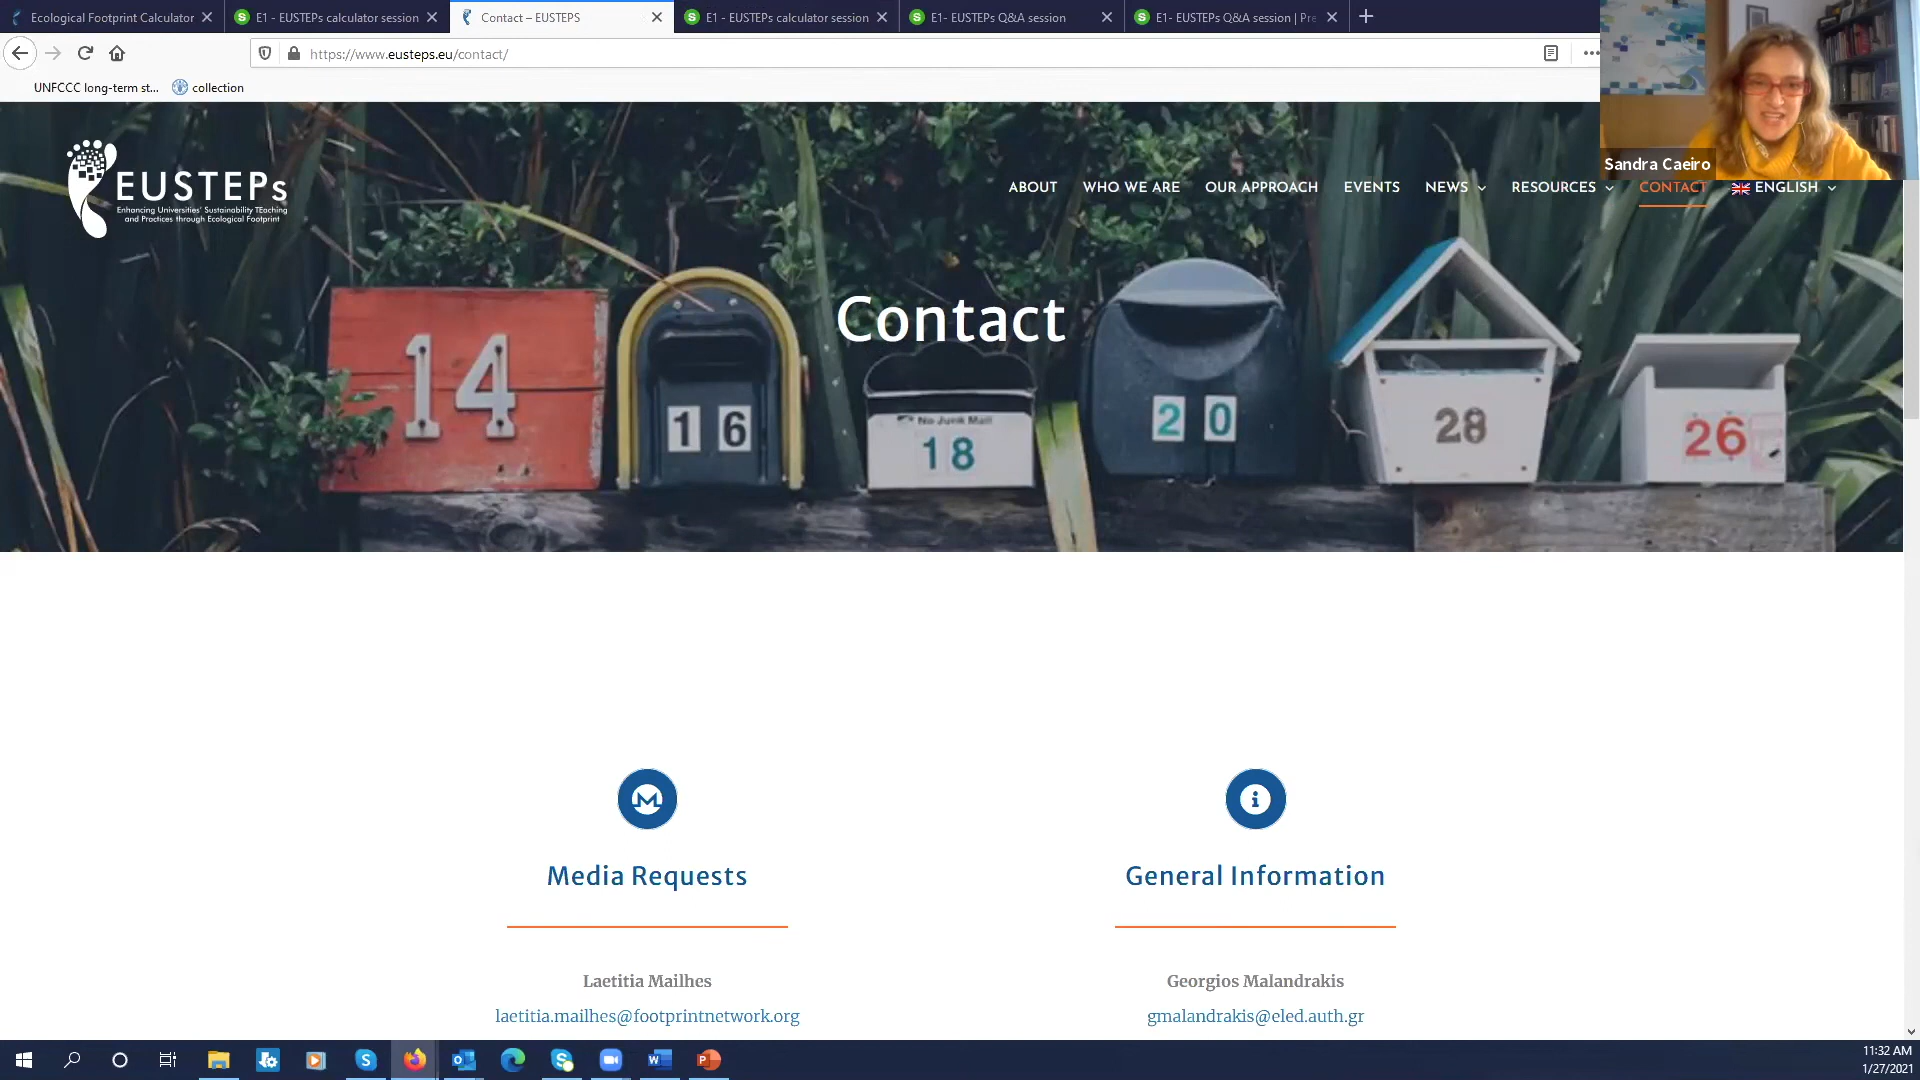 Ecological Footprint Calculator
E1 - EUSTEPs calculator session
Contact – EUSTEPS
E1 - EUSTEPs calculator session
E1- EUSTEPs Q&A session
E1- EUSTEPs Q&A session | Pre
https://www.eusteps.eu/contact/
UNFCCC long-term st...
collection
Sandra Caeiro
EUSTEPs
Enhancing Universities' Sustainability TEaching
and Practices through Ecological Footprint
ABOUT
WHO WE ARE
OUR APPROACH
EVENTS
NEWS
RESOURCES
CONTACT
ENGLISH
Contact
14
16
No Junk Mail
18
20
28
26
Media Requests
General Information
Laetitia Mailhes
Georgios Malandrakis
laetitia.mailhes@footprintnetwork.org
gmalandrakis@eled.auth.gr
11:32 AM
1/27/2021